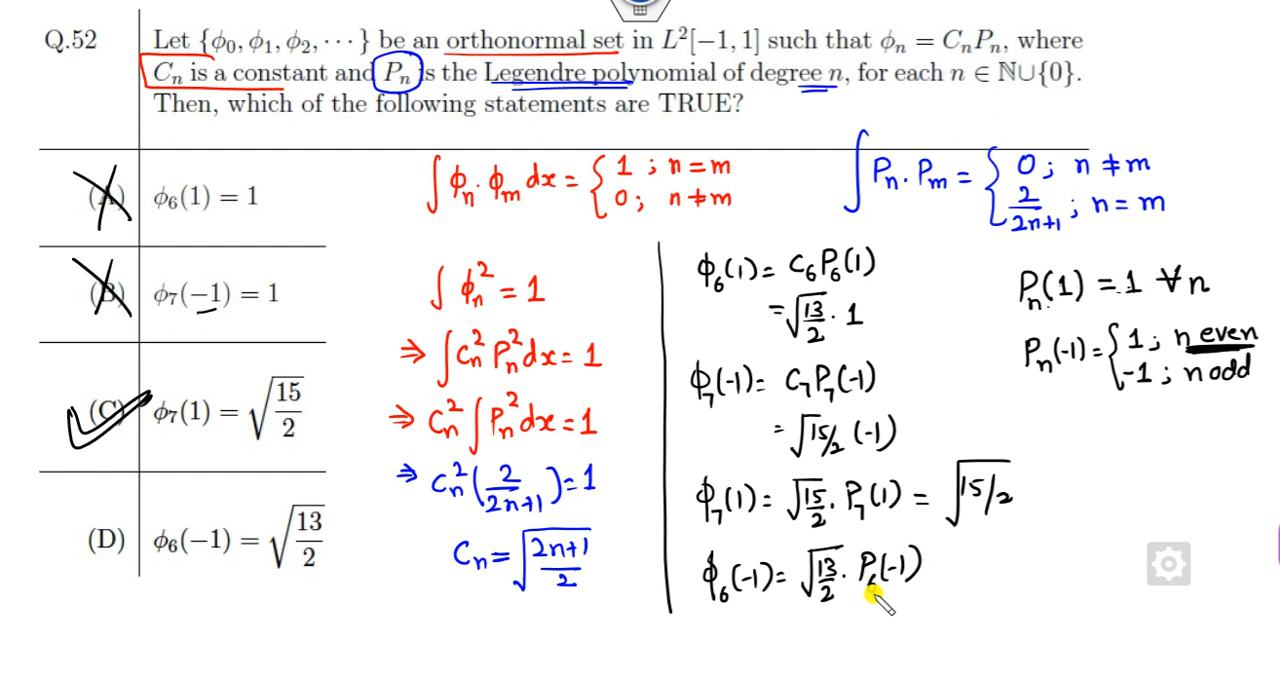 Q.52
Let {ϕ₀, ϕ₁, ϕ₂, ⋯} be an orthonormal set in L²[−1, 1] such that ϕₙ = CₙPₙ, where
Cₙ is a constant and Pₙ is the Legendre polynomial of degree n, for each n ∈ ℕ∪{0}.
Then, which of the following statements are TRUE?
(A) ϕ₆(1) = 1
(B) ϕ₇(−1) = 1
(C) ϕ₇(1) = √(15/2)
(D) ϕ₆(−1) = √(13/2)
∫ϕₙ·ϕₘ dx = { 1 ; n=m
0 ; n≠m
∫Pₙ·Pₘ = { 0 ; n≠m
2/(2n+1) ; n=m
∫ϕₙ² = 1
⇒ ∫Cₙ² Pₙ² dx = 1
⇒ Cₙ² ∫Pₙ² dx = 1
⇒ Cₙ² (2/(2n+1)) = 1
Cₙ = √((2n+1)/2)
ϕ₆(1) = C₆P₆(1)
= √(13/2) · 1
ϕ₇(-1) = C₇P₇(-1)
= √(15/2) (-1)
ϕ₇(1) = √(15/2) · P₇(1) = √(15/2)
ϕ₆(-1) = √(13/2) · P₆(-1)
Pₙ(1) = 1 ∀n
Pₙ(-1) = { 1 ; n even
-1 ; n odd